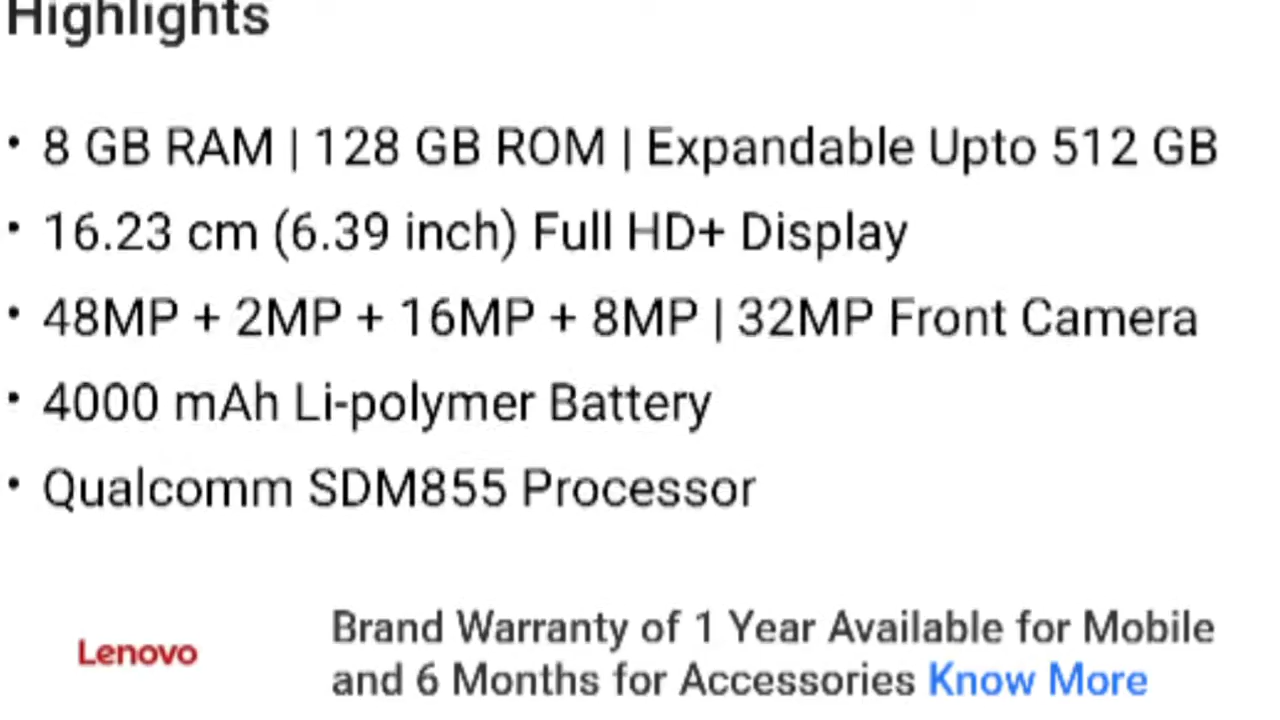 Highlights
• 8 GB RAM | 128 GB ROM | Expandable Upto 512 GB
• 16.23 cm (6.39 inch) Full HD+ Display
• 48MP + 2MP + 16MP + 8MP | 32MP Front Camera
• 4000 mAh Li-polymer Battery
• Qualcomm SDM855 Processor
Lenovo
Brand Warranty of 1 Year Available for Mobile
and 6 Months for Accessories Know More